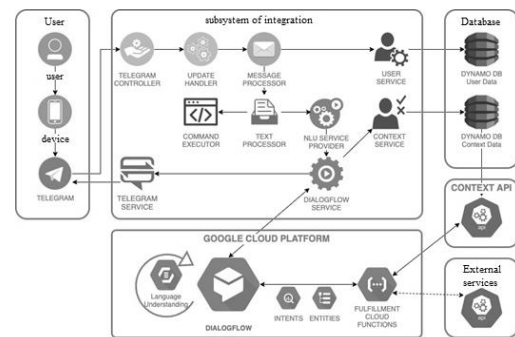 User
subsystem of integration
Database
user
device
TELEGRAM
TELEGRAM
CONTROLLER
UPDATE
HANDLER
MESSAGE
PROCESSOR
USER
SERVICE
DYNAMO DB
User Data
COMMAND
EXECUTOR
TEXT
PROCESSOR
NLU SERVICE
PROVIDER
CONTEXT
SERVICE
DYNAMO DB
Context Data
TELEGRAM
SERVICE
DIALOGFLOW
SERVICE
CONTEXT API
api
GOOGLE CLOUD PLATFORM
Language
Understanding
DIALOGFLOW
INTENTS
ENTITIES
FULFILLMENT
CLOUD
FUNCTIONS
External
services
api